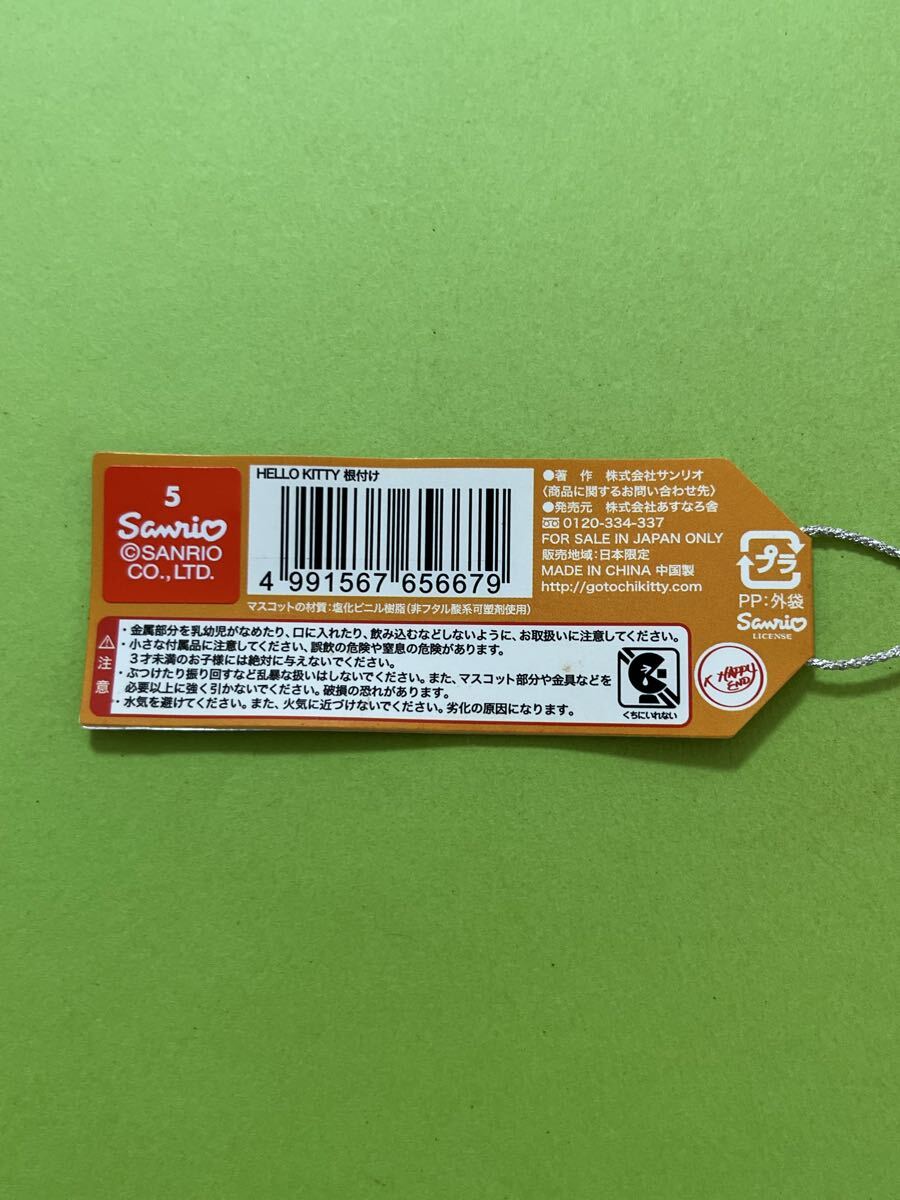 5
Sanrio
©SANRIO
CO., LTD.
HELLO KITTY 根付け
4 991567 656679
マスコットの材質:塩化ビニル樹脂(非フタル酸系可塑剤使用)
●著 作 株式会社サンリオ
〈商品に関するお問い合わせ先〉
●発売元 株式会社あすなろ舎
0120-334-337
FOR SALE IN JAPAN ONLY
販売地域:日本限定
MADE IN CHINA 中国製
http://gotochikitty.com
プラ
PP:外袋
Sanrio
LICENSE
注意
・金属部分を乳幼児がなめたり、口に入れたり、飲み込むなどしないように、お取扱いに注意してください。
・小さな付属品に注意してください、誤飲の危険や窒息の危険があります。
3才未満のお子様には絶対に与えないでください。
・ぶつけたり振り回すなど乱暴な扱いはしないでください。また、マスコット部分や金具などを
必要以上に強く引かないでください。破損の恐れがあります。
・水気を避けてください。また、火気に近づけないでください。劣化の原因になります。
くちにいれない
HAPPY
END